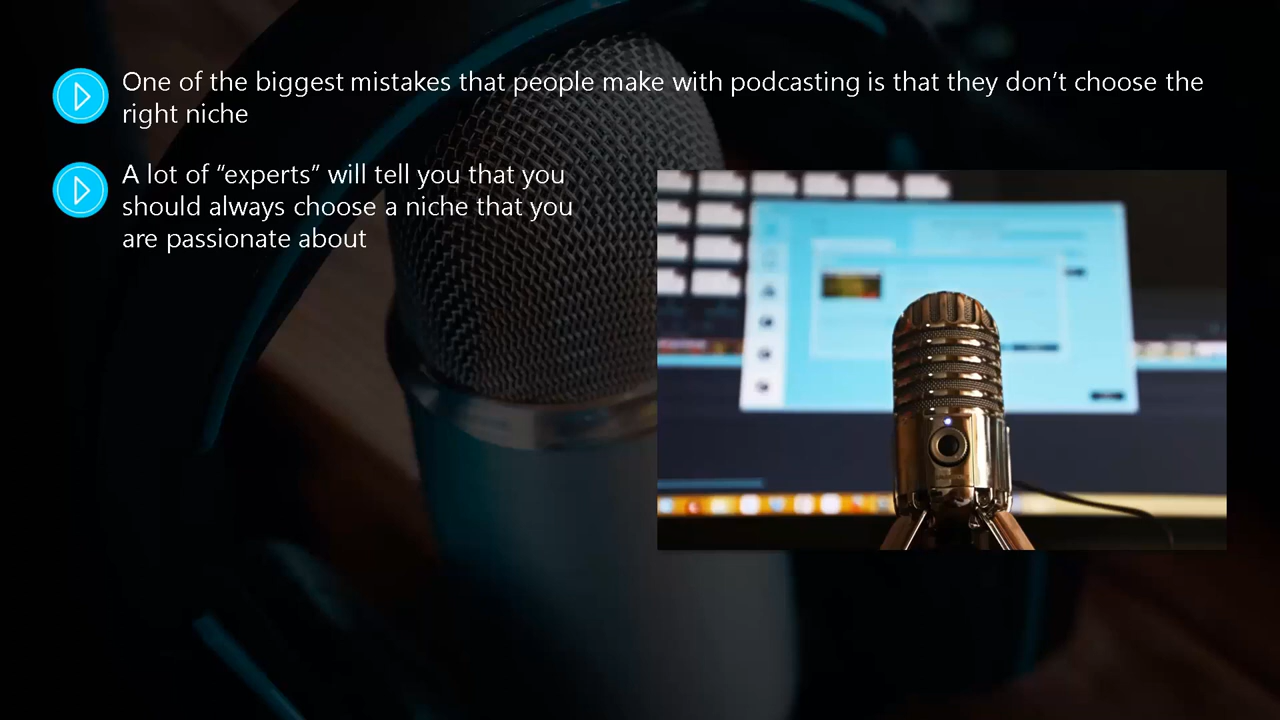 One of the biggest mistakes that people make with podcasting is that they don’t choose the
right niche
A lot of “experts” will tell you that you
should always choose a niche that you
are passionate about